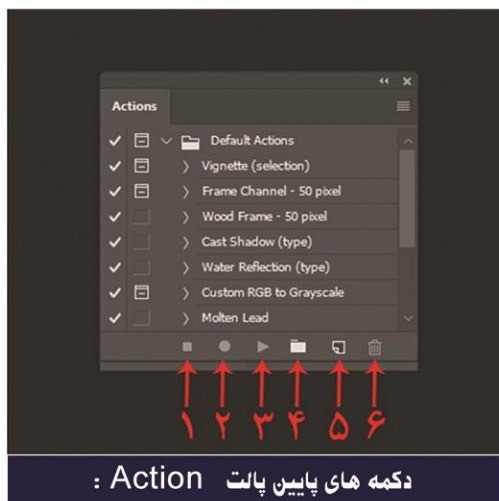 Actions
Default Actions
Vignette (selection)
Frame Channel - 50 pixel
Wood Frame - 50 pixel
Cast Shadow (type)
Water Reflection (type)
Custom RGB to Grayscale
Molten Lead
۱ ۲ ۳ ۴ ۵ ۶
دکمه های پایین پالت Action :